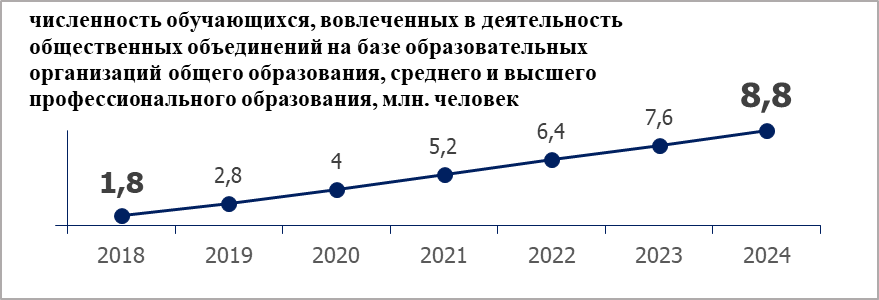 численность обучающихся, вовлеченных в деятельность
общественных объединений на базе образовательных
организаций общего образования, среднего и высшего
профессионального образования, млн. человек
1,8
2,8
4
5,2
6,4
7,6
8,8
2018 2019 2020 2021 2022 2023 2024